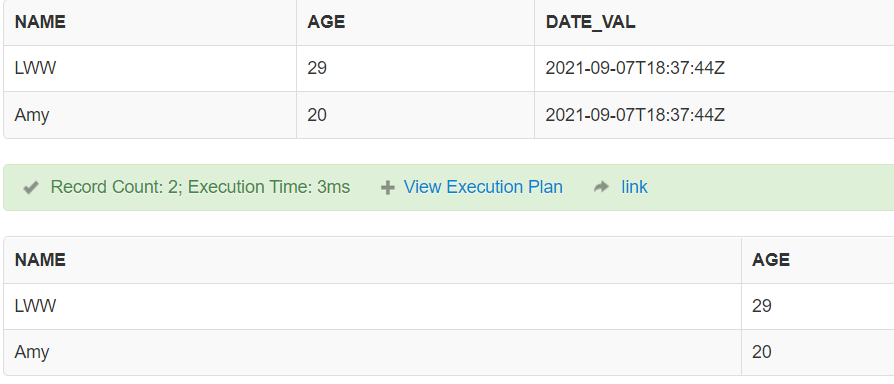 NAME AGE DATE_VAL
LWW 29 2021-09-07T18:37:44Z
Amy 20 2021-09-07T18:37:44Z
Record Count: 2; Execution Time: 3ms View Execution Plan link
NAME AGE
LWW 29
Amy 20